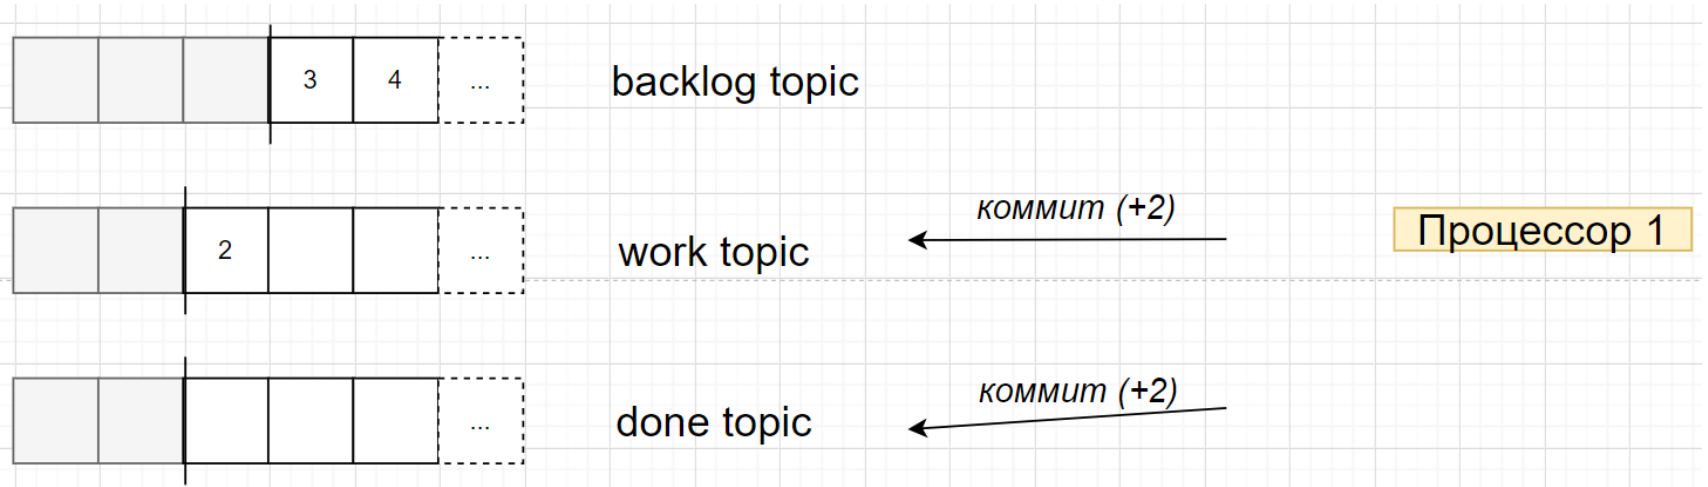 3 4 ... backlog topic
коммит (+2)
2 ... work topic
Процессор 1
коммит (+2)
... done topic